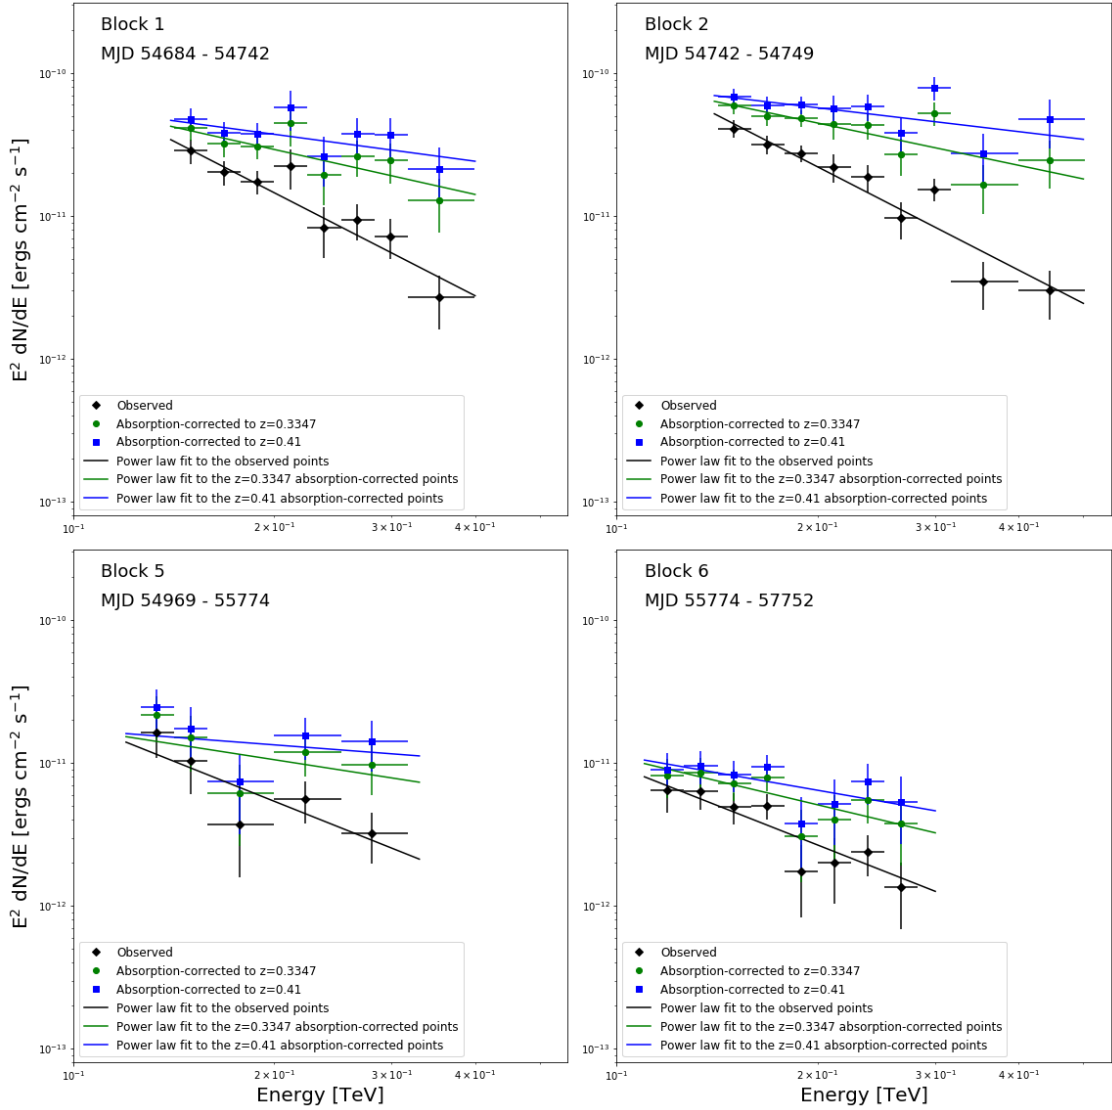 Block 1
MJD 54684 - 54742
E² dN/dE [ergs cm⁻² s⁻¹]
10⁻¹⁰
10⁻¹¹
10⁻¹²
10⁻¹³
Observed
Absorption-corrected to z=0.3347
Absorption-corrected to z=0.41
Power law fit to the observed points
Power law fit to the z=0.3347 absorption-corrected points
Power law fit to the z=0.41 absorption-corrected points
10⁻¹
2×10⁻¹
3×10⁻¹
4×10⁻¹
Block 2
MJD 54742 - 54749
10⁻¹⁰
10⁻¹¹
10⁻¹²
10⁻¹³
Observed
Absorption-corrected to z=0.3347
Absorption-corrected to z=0.41
Power law fit to the observed points
Power law fit to the z=0.3347 absorption-corrected points
Power law fit to the z=0.41 absorption-corrected points
10⁻¹
2×10⁻¹
3×10⁻¹
4×10⁻¹
Block 5
MJD 54969 - 55774
E² dN/dE [ergs cm⁻² s⁻¹]
10⁻¹⁰
10⁻¹¹
10⁻¹²
10⁻¹³
Observed
Absorption-corrected to z=0.3347
Absorption-corrected to z=0.41
Power law fit to the observed points
Power law fit to the z=0.3347 absorption-corrected points
Power law fit to the z=0.41 absorption-corrected points
10⁻¹
2×10⁻¹
3×10⁻¹
4×10⁻¹
Energy [TeV]
Block 6
MJD 55774 - 57752
10⁻¹⁰
10⁻¹¹
10⁻¹²
10⁻¹³
Observed
Absorption-corrected to z=0.3347
Absorption-corrected to z=0.41
Power law fit to the observed points
Power law fit to the z=0.3347 absorption-corrected points
Power law fit to the z=0.41 absorption-corrected points
10⁻¹
2×10⁻¹
3×10⁻¹
4×10⁻¹
Energy [TeV]